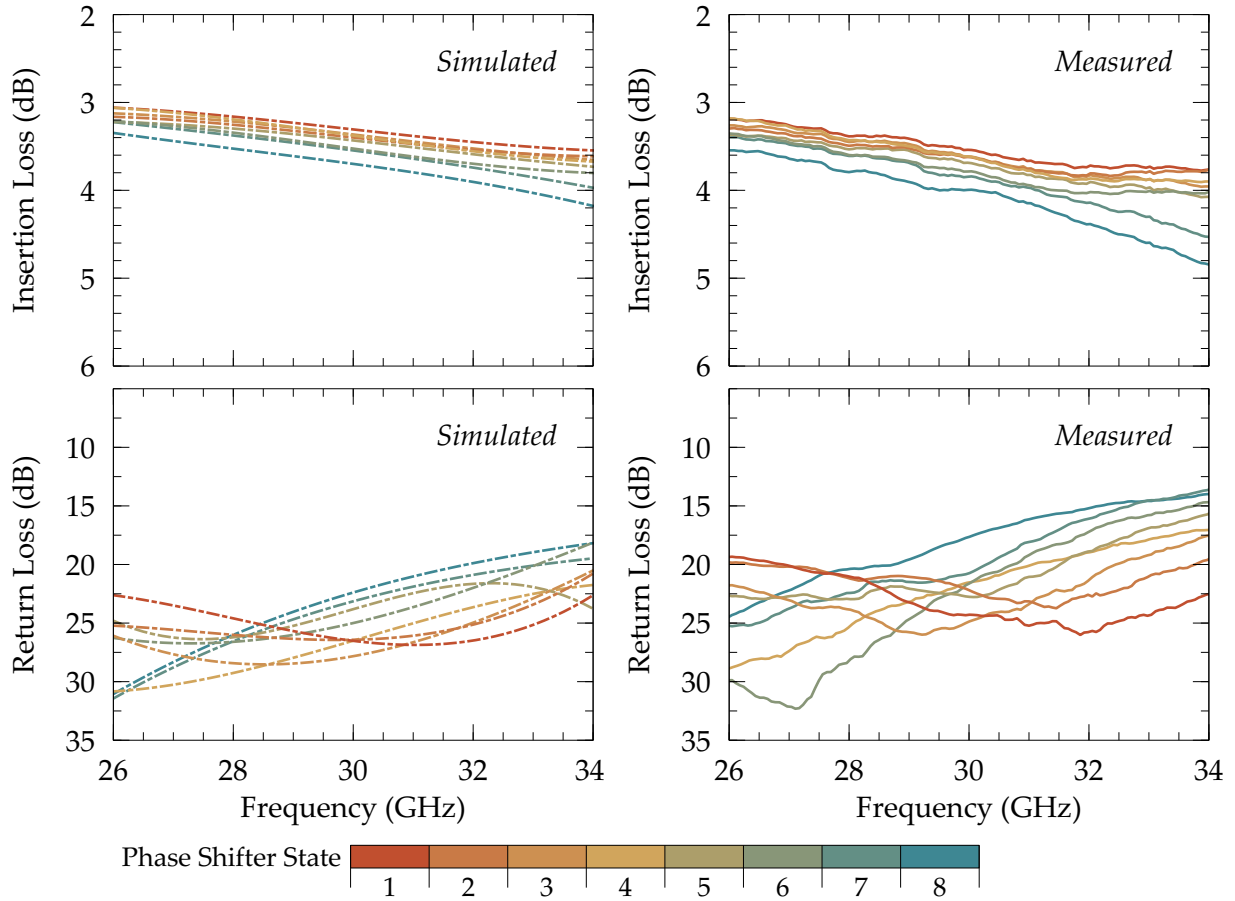 2
3
4
5
6
Insertion Loss (dB)
Simulated
2
3
4
5
6
Insertion Loss (dB)
Measured
10
15
20
25
30
35
Return Loss (dB)
Simulated
26 28 30 32 34
Frequency (GHz)
10
15
20
25
30
35
Return Loss (dB)
Measured
26 28 30 32 34
Frequency (GHz)
Phase Shifter State
1 2 3 4 5 6 7 8